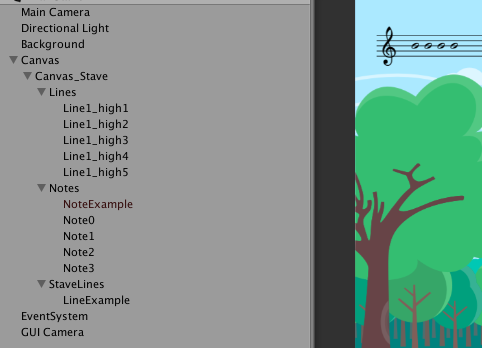 Main Camera
Directional Light
Background
Canvas
Canvas_Stave
Lines
Line1_high1
Line1_high2
Line1_high3
Line1_high4
Line1_high5
Notes
NoteExample
Note0
Note1
Note2
Note3
StaveLines
LineExample
EventSystem
GUI Camera